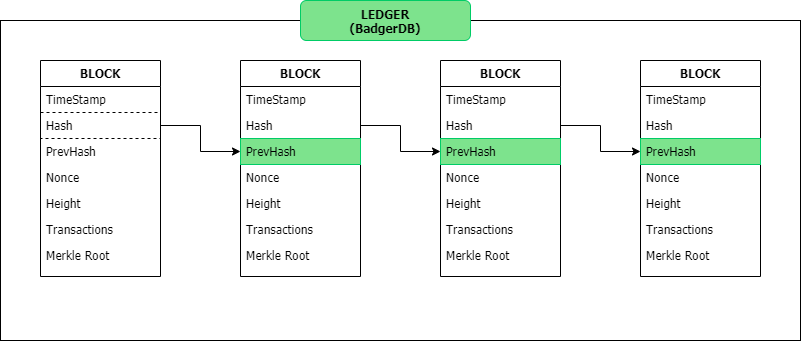 LEDGER
(BadgerDB)
BLOCK
TimeStamp
Hash
PrevHash
Nonce
Height
Transactions
Merkle Root
BLOCK
TimeStamp
Hash
PrevHash
Nonce
Height
Transactions
Merkle Root
BLOCK
TimeStamp
Hash
PrevHash
Nonce
Height
Transactions
Merkle Root
BLOCK
TimeStamp
Hash
PrevHash
Nonce
Height
Transactions
Merkle Root